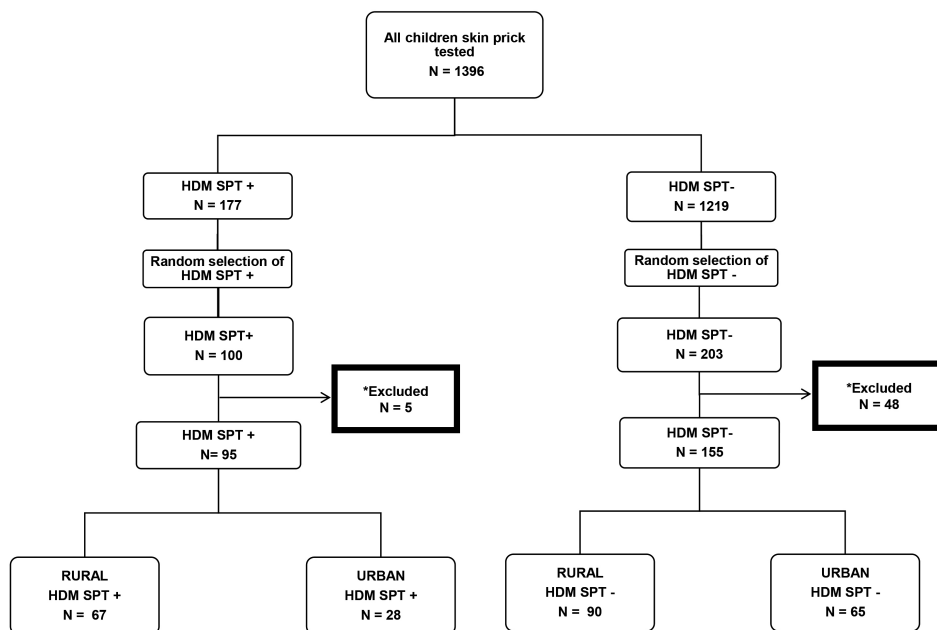 All children skin prick
tested
N = 1396
HDM SPT +
N = 177
HDM SPT-
N = 1219
Random selection of
HDM SPT +
Random selection of
HDM SPT -
HDM SPT+
N = 100
HDM SPT-
N = 203
*Excluded
N = 5
*Excluded
N = 48
HDM SPT +
N= 95
HDM SPT-
N = 155
RURAL
HDM SPT +
N = 67
URBAN
HDM SPT +
N = 28
RURAL
HDM SPT -
N = 90
URBAN
HDM SPT -
N = 65